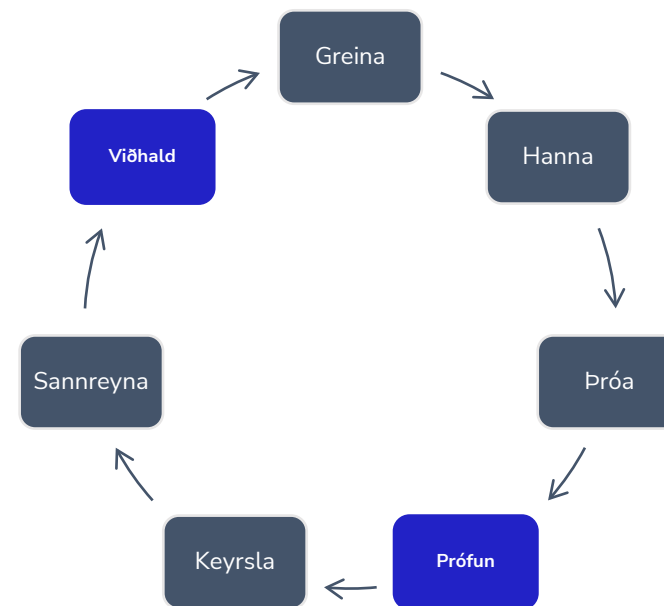 Greina
Hanna
Þróa
Prófun
Keyrsla
Sannreyna
Viðhald